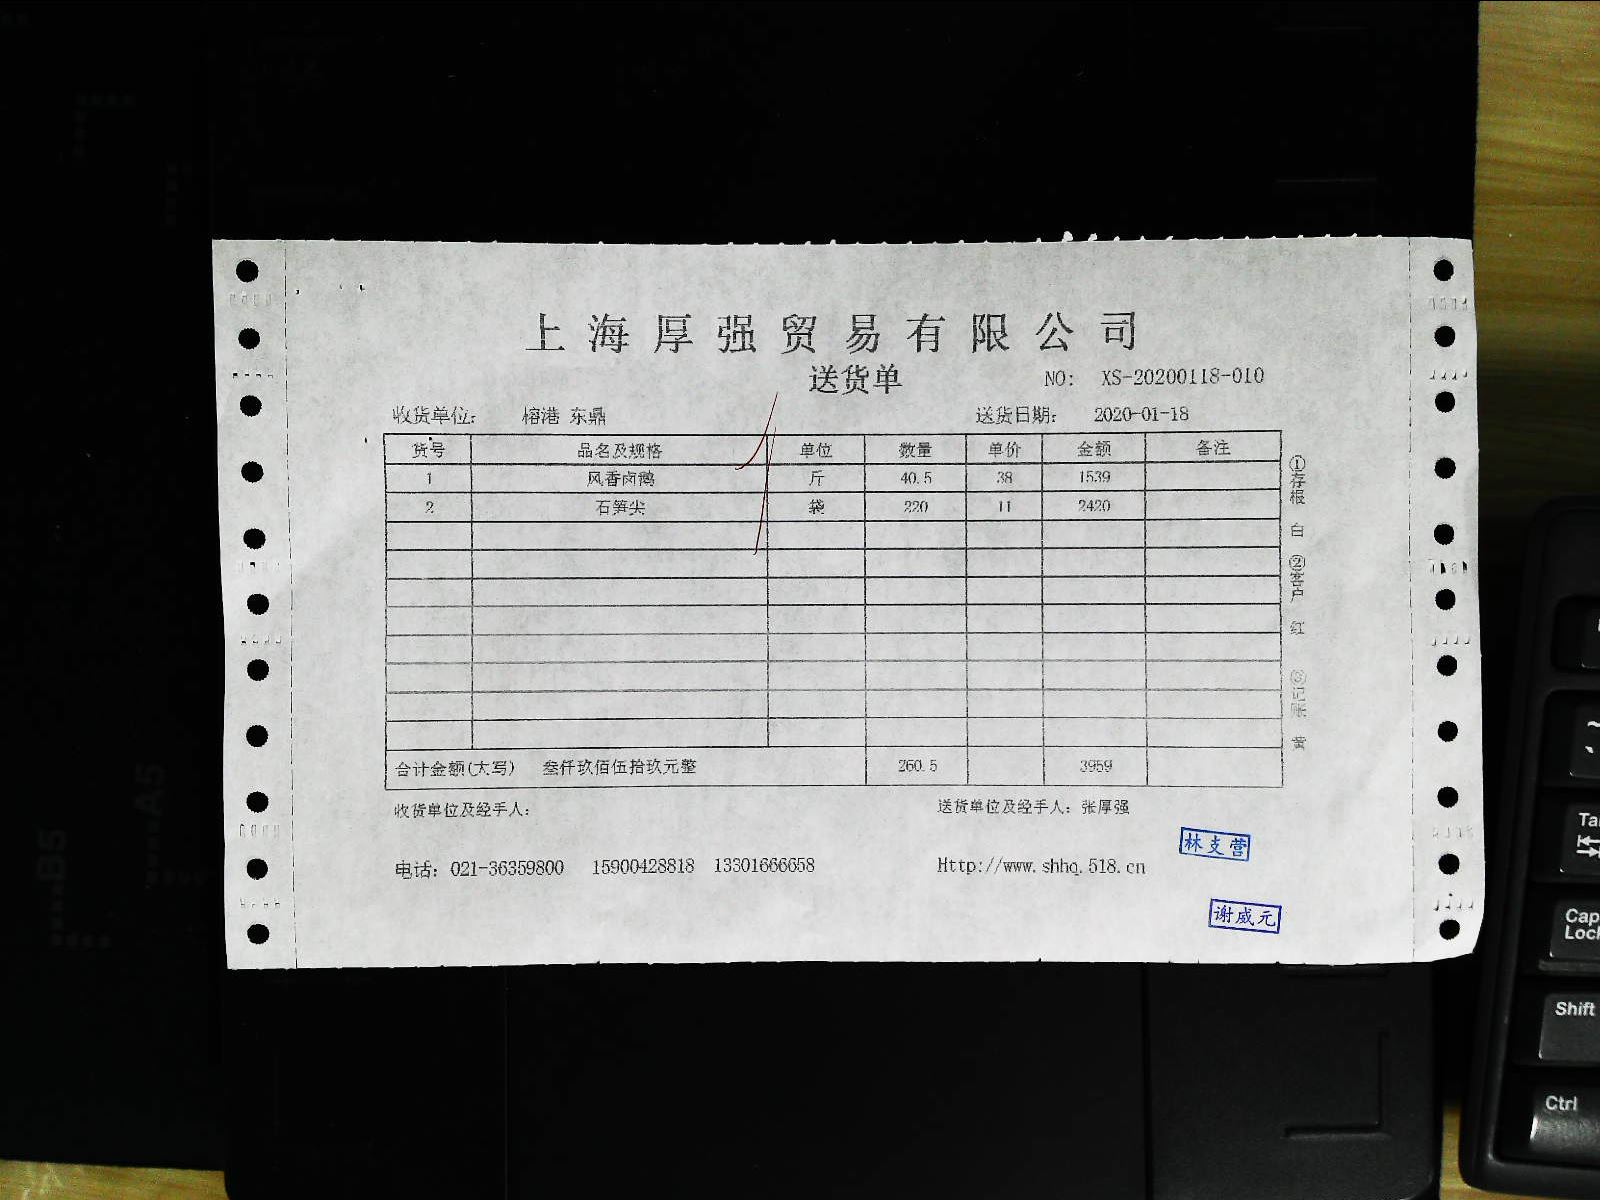 上海厚强贸易有限公司
送货单
NO: XS-20200118-010
收货单位: 榕港 东鼎
送货日期: 2020-01-18
货号 品名及规格 单位 数量 单价 金额 备注
1 风香卤鹅 斤 40.5 38 1539
2 石笋尖 袋 220 11 2420
合计金额(大写) 叁仟玖佰伍拾玖元整 260.5 3959
①存根 白 ②客户 红 ③记账 黄
收货单位及经手人:
送货单位及经手人: 张厚强
林支营
电话: 021-36359800 15900428818 13301666658
Http://www.shhq.518.cn
谢威元
A5
B5
Caps
Lock
Shift
Ctrl